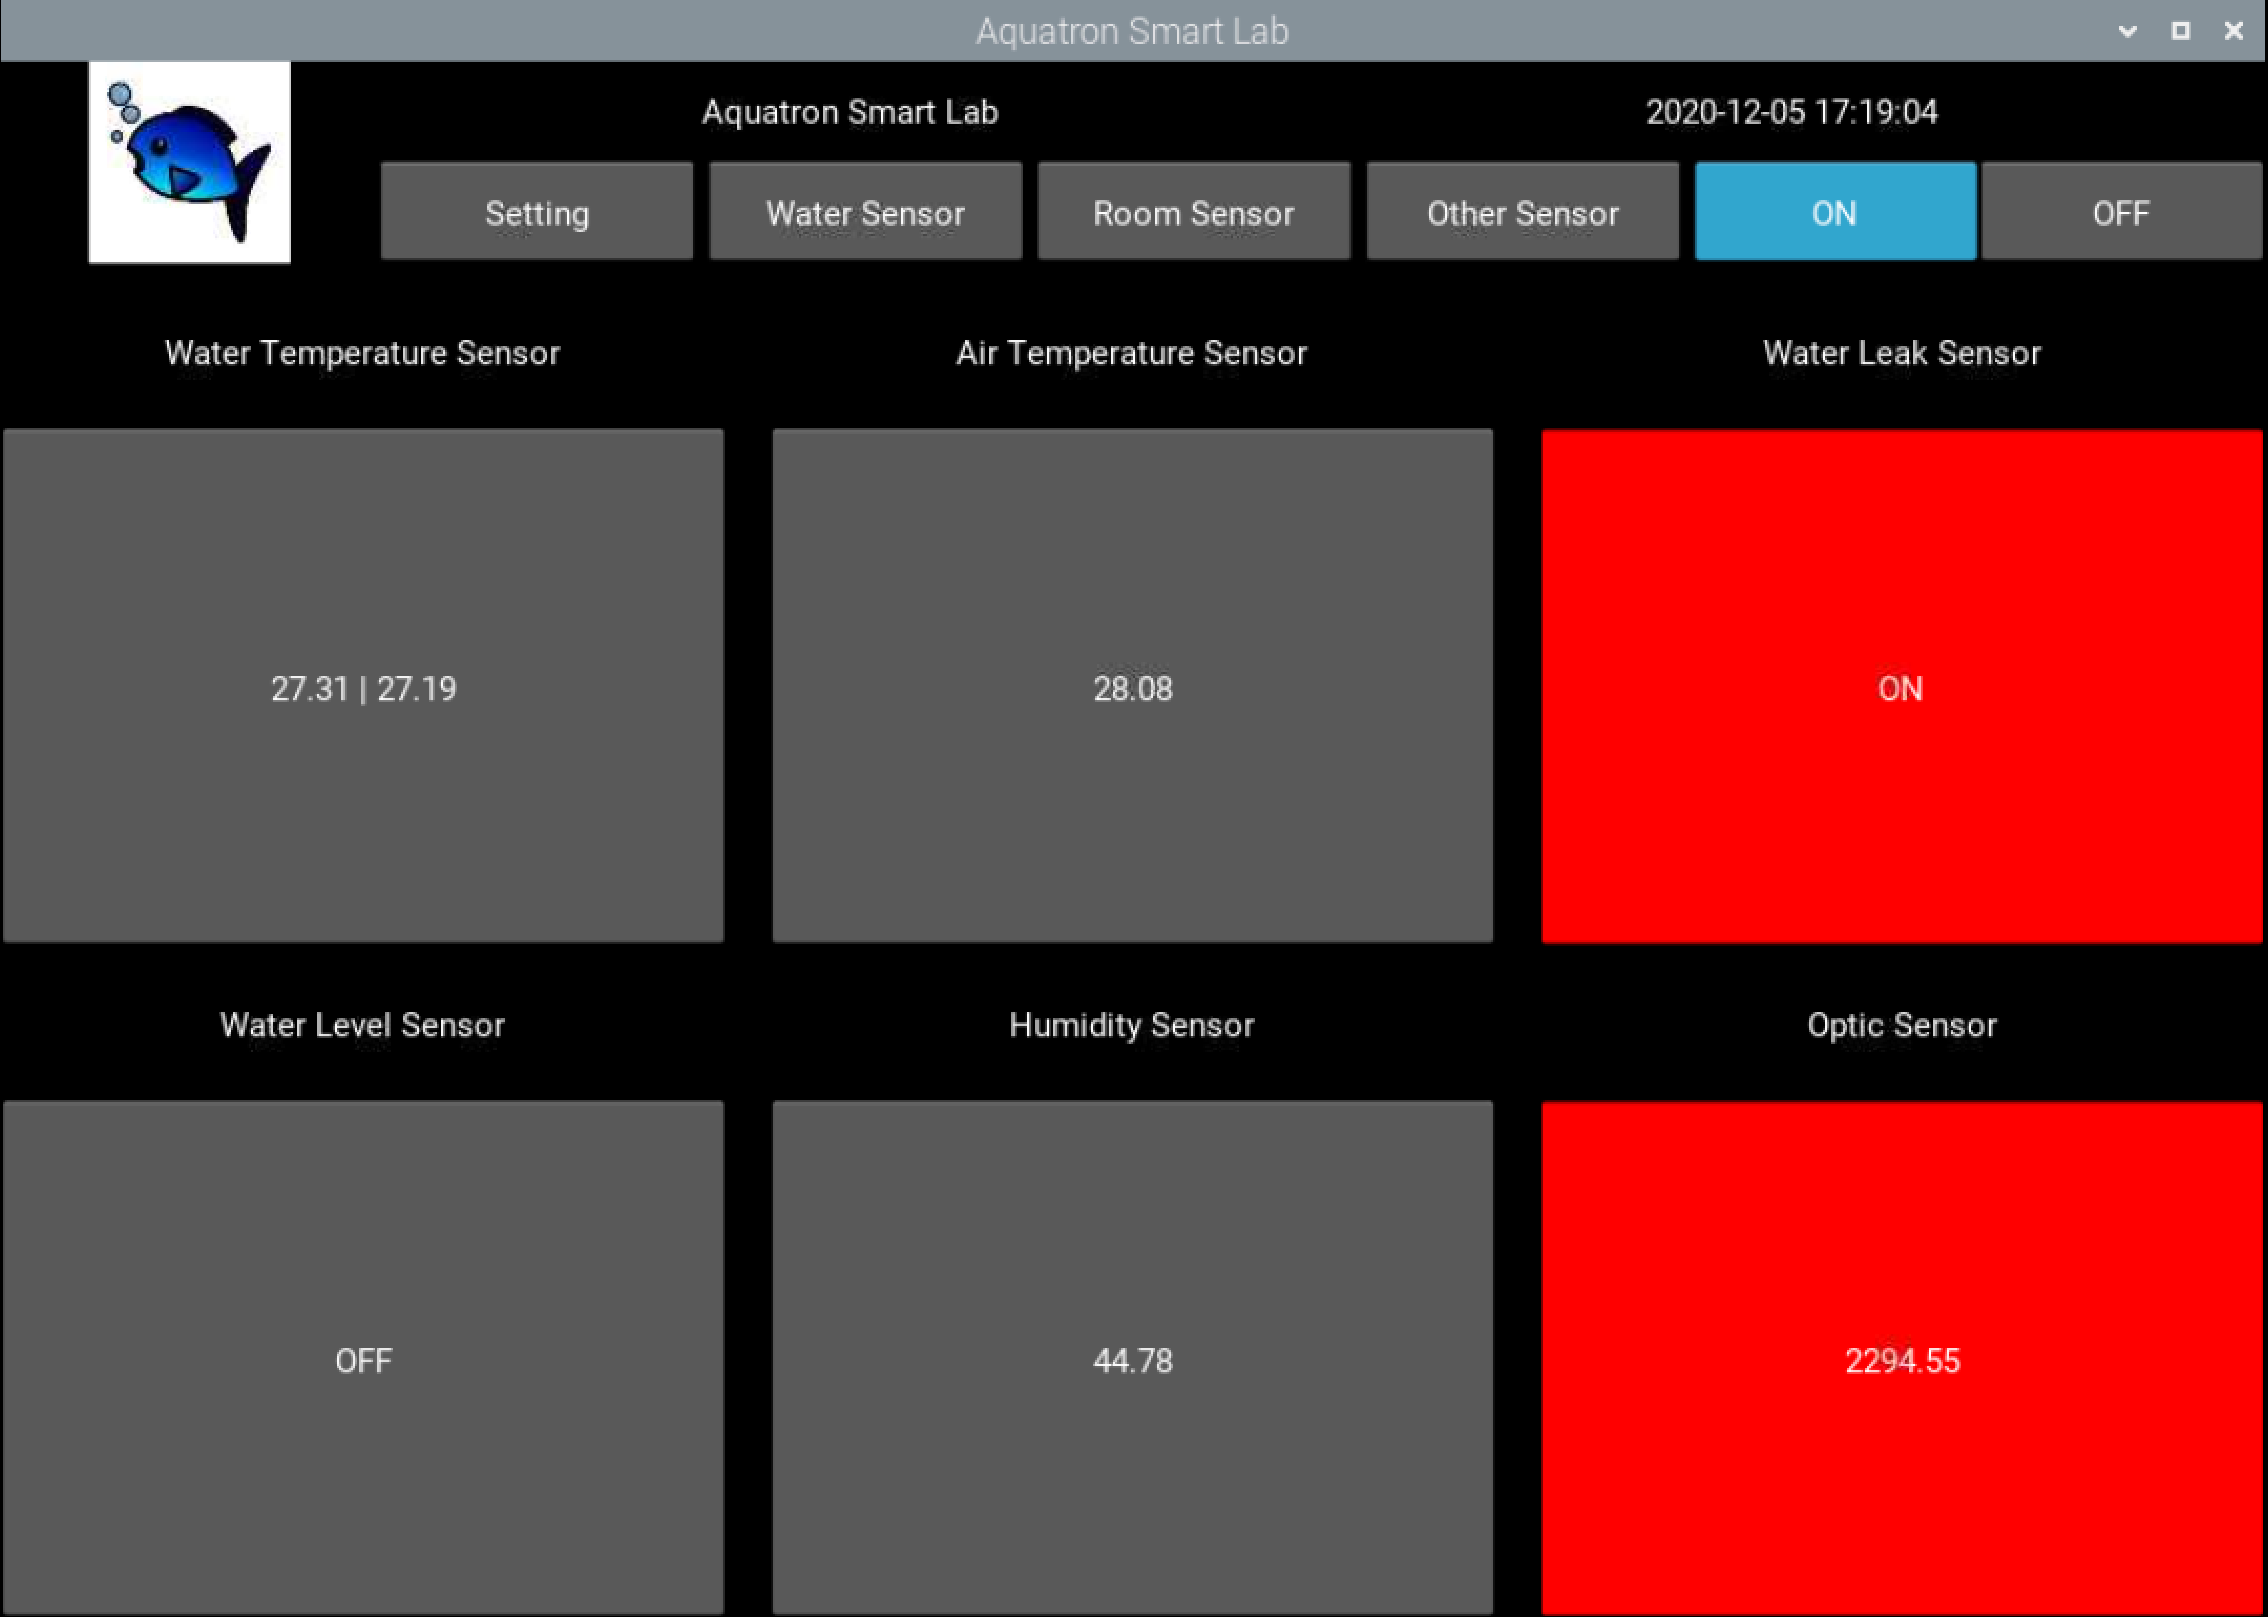 Aquatron Smart Lab
Aquatron Smart Lab 2020-12-05 17:19:04
Setting Water Sensor Room Sensor Other Sensor ON OFF
Water Temperature Sensor Air Temperature Sensor Water Leak Sensor
27.31 | 27.19 28.08 ON
Water Level Sensor Humidity Sensor Optic Sensor
OFF 44.78 2294.55